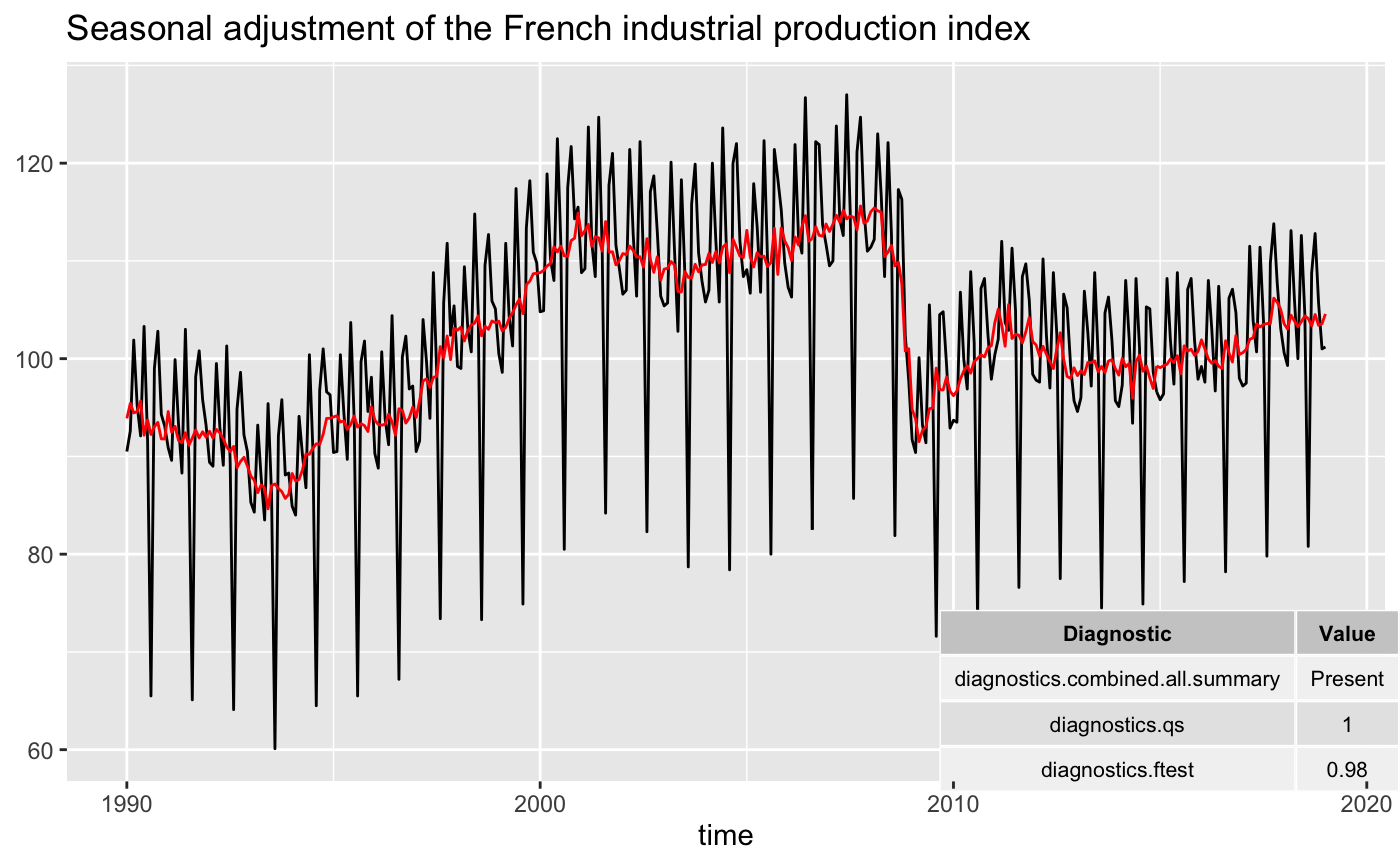 Seasonal adjustment of the French industrial production index
120
100
80
60
Diagnostic Value
diagnostics.combined.all.summary Present
diagnostics.qs 1
diagnostics.ftest 0.98
1990 2000 2010 2020
time